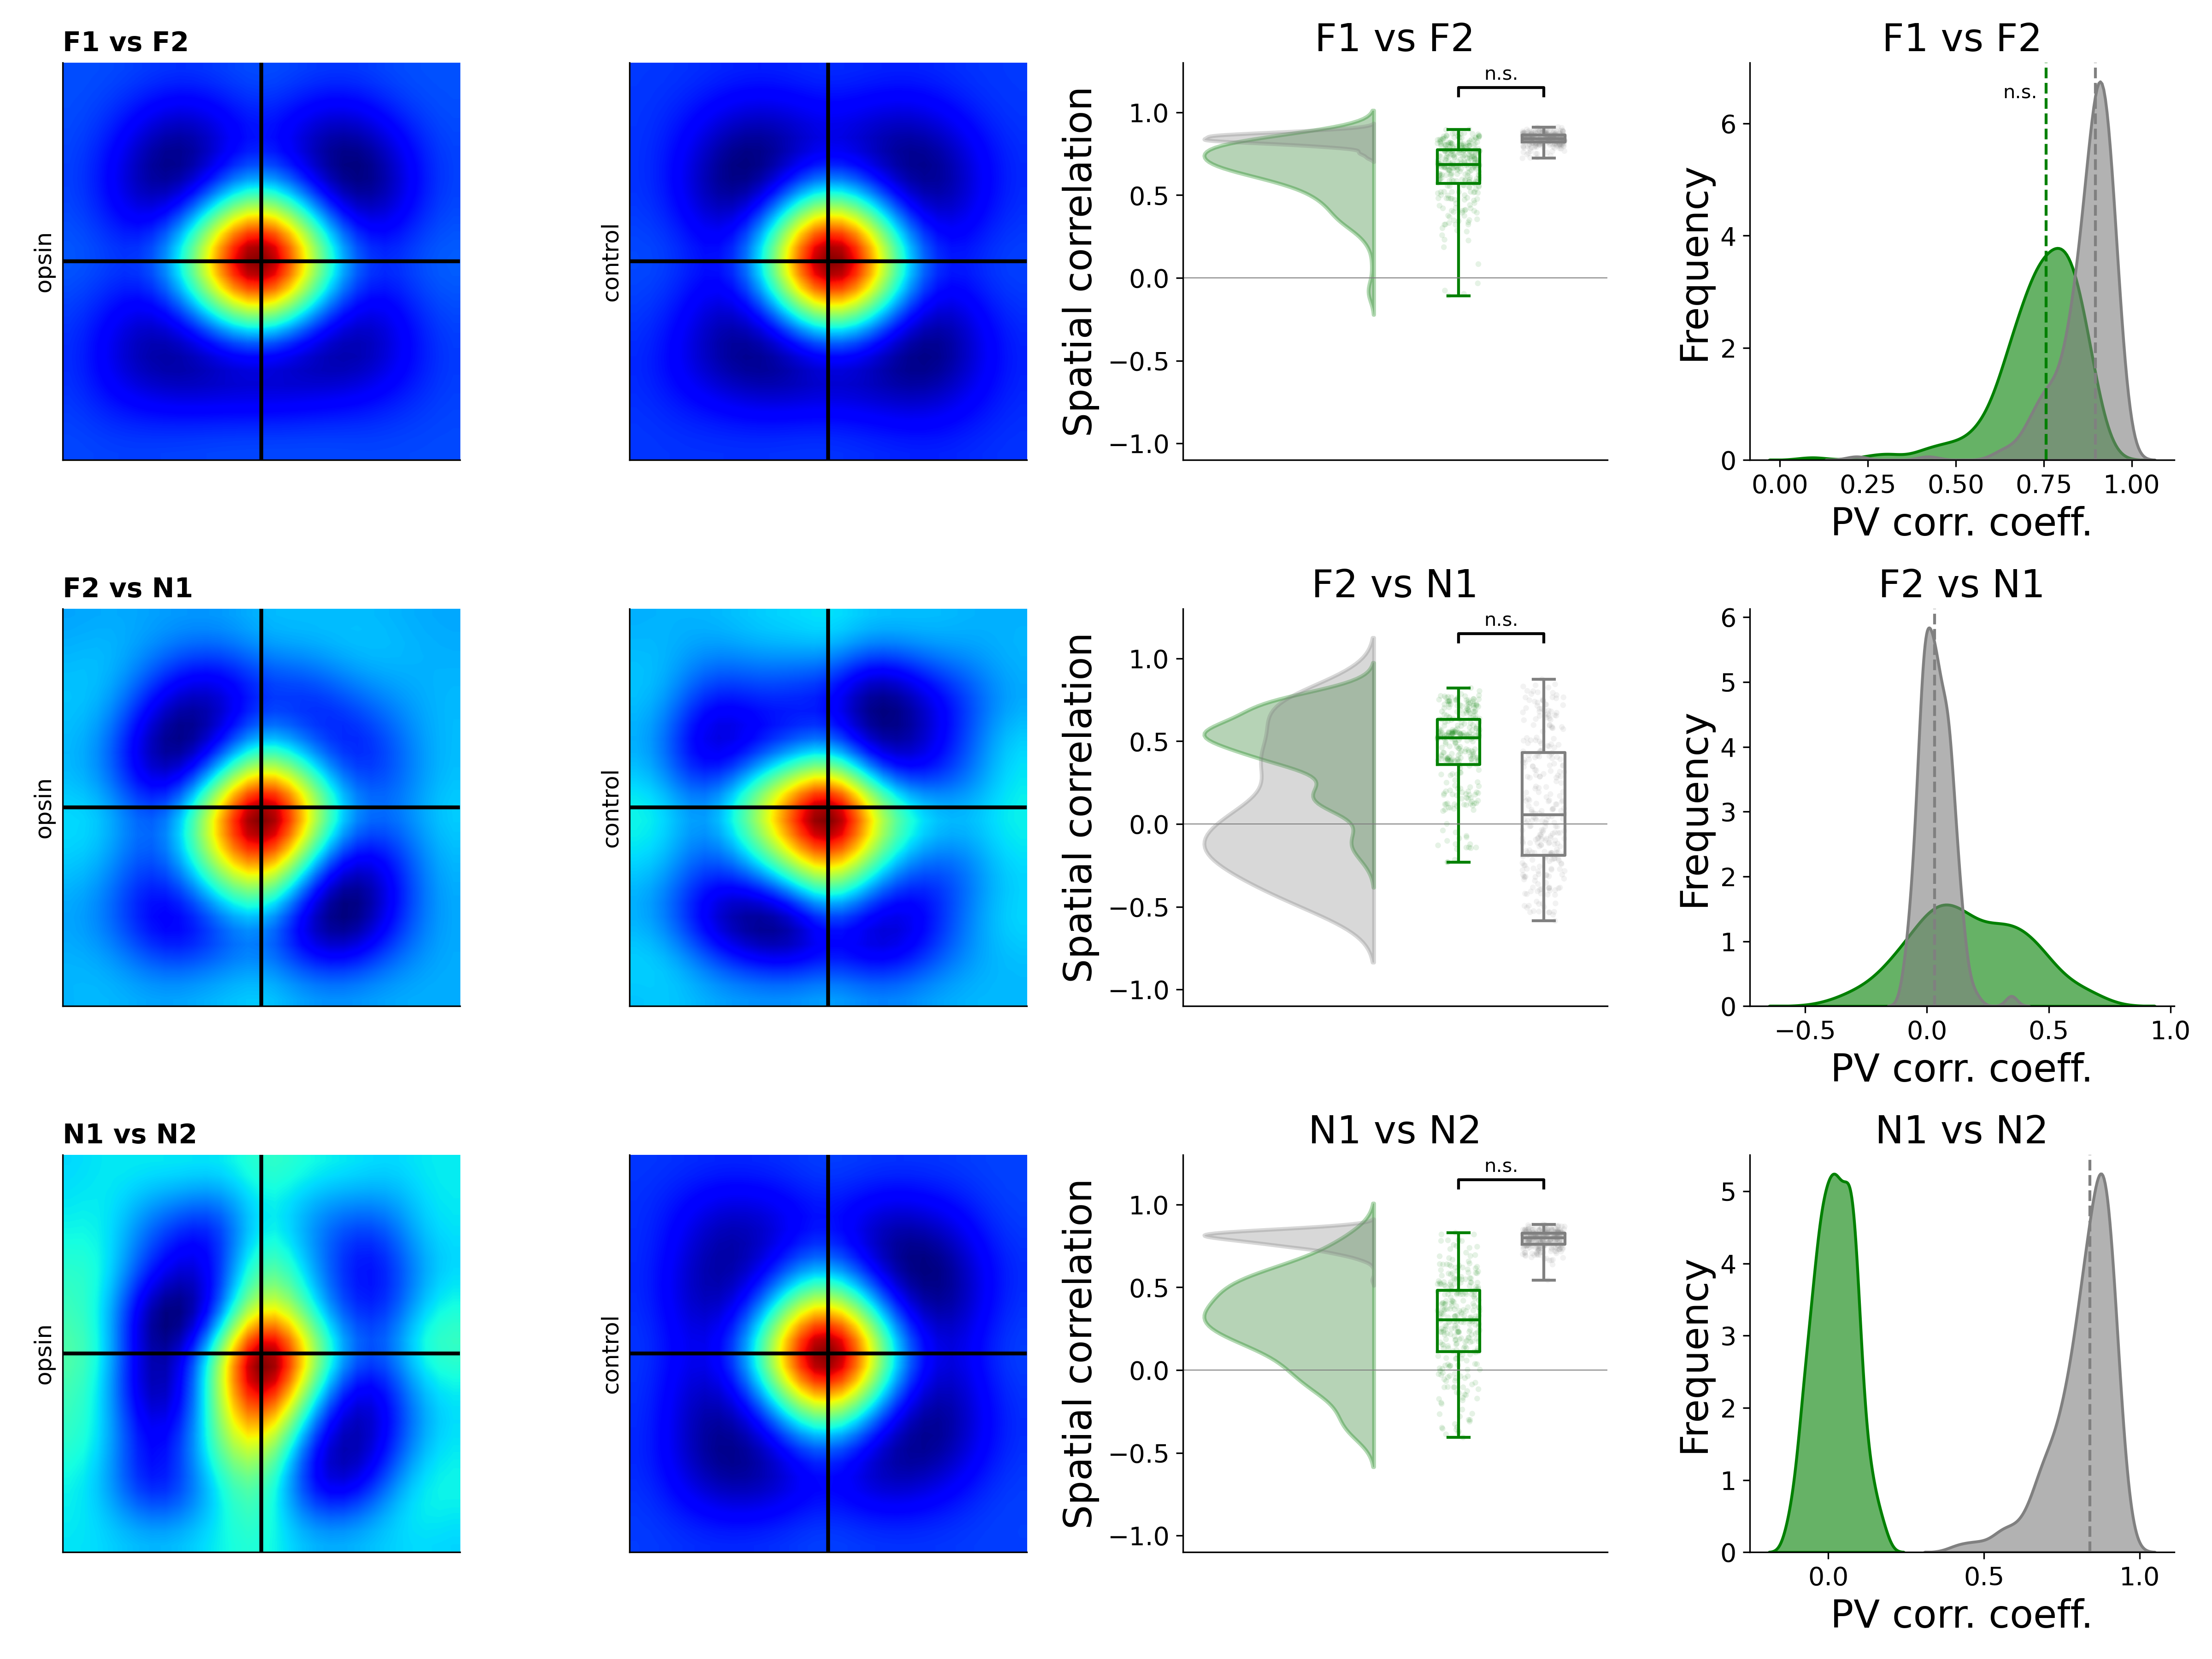 F1 vs F2
opsin
control
F1 vs F2
Spatial correlation
1.0
0.5
0.0
−0.5
−1.0
n.s.
F1 vs F2
Frequency
6
4
2
0
n.s.
0.00 0.25 0.50 0.75 1.00
PV corr. coeff.
F2 vs N1
opsin
control
F2 vs N1
Spatial correlation
1.0
0.5
0.0
−0.5
−1.0
n.s.
F2 vs N1
Frequency
6
5
4
3
2
1
0
−0.5 0.0 0.5 1.0
PV corr. coeff.
N1 vs N2
opsin
control
N1 vs N2
Spatial correlation
1.0
0.5
0.0
−0.5
−1.0
n.s.
N1 vs N2
Frequency
5
4
3
2
1
0
0.0 0.5 1.0
PV corr. coeff.